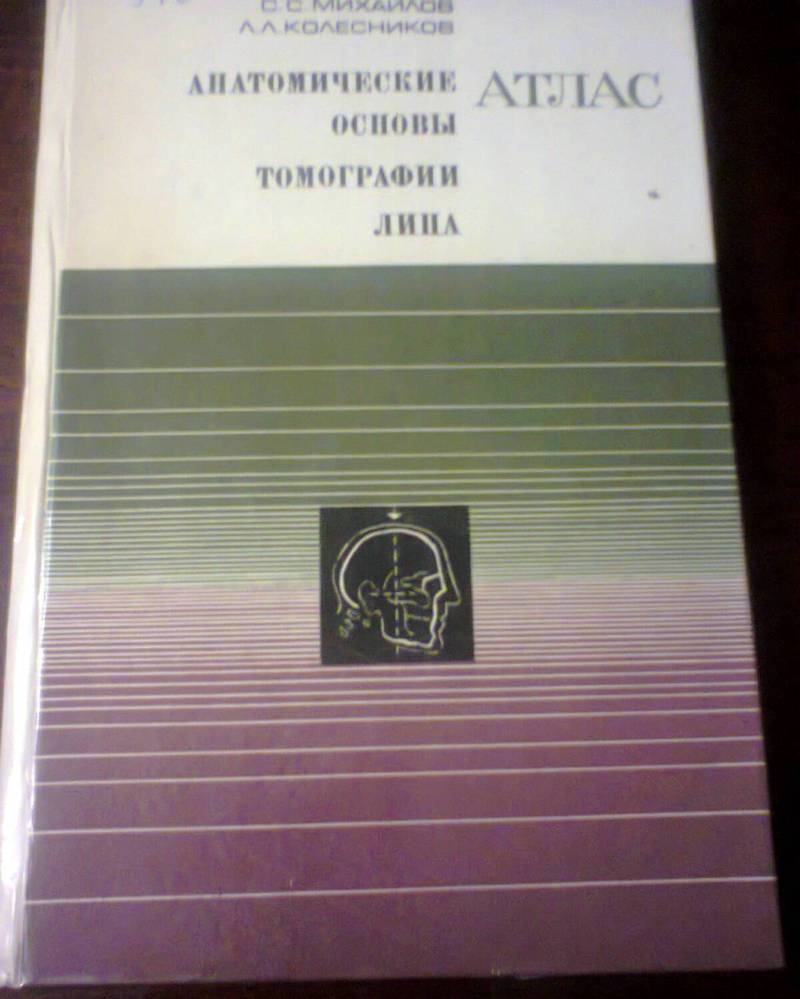 С. С. МИХАЙЛОВ
Л.Л.КОЛЕСНИКОВ
АНАТОМИЧЕСКИЕ
ОСНОВЫ
ТОМОГРАФИИ
ЛИЦА
АТЛАС